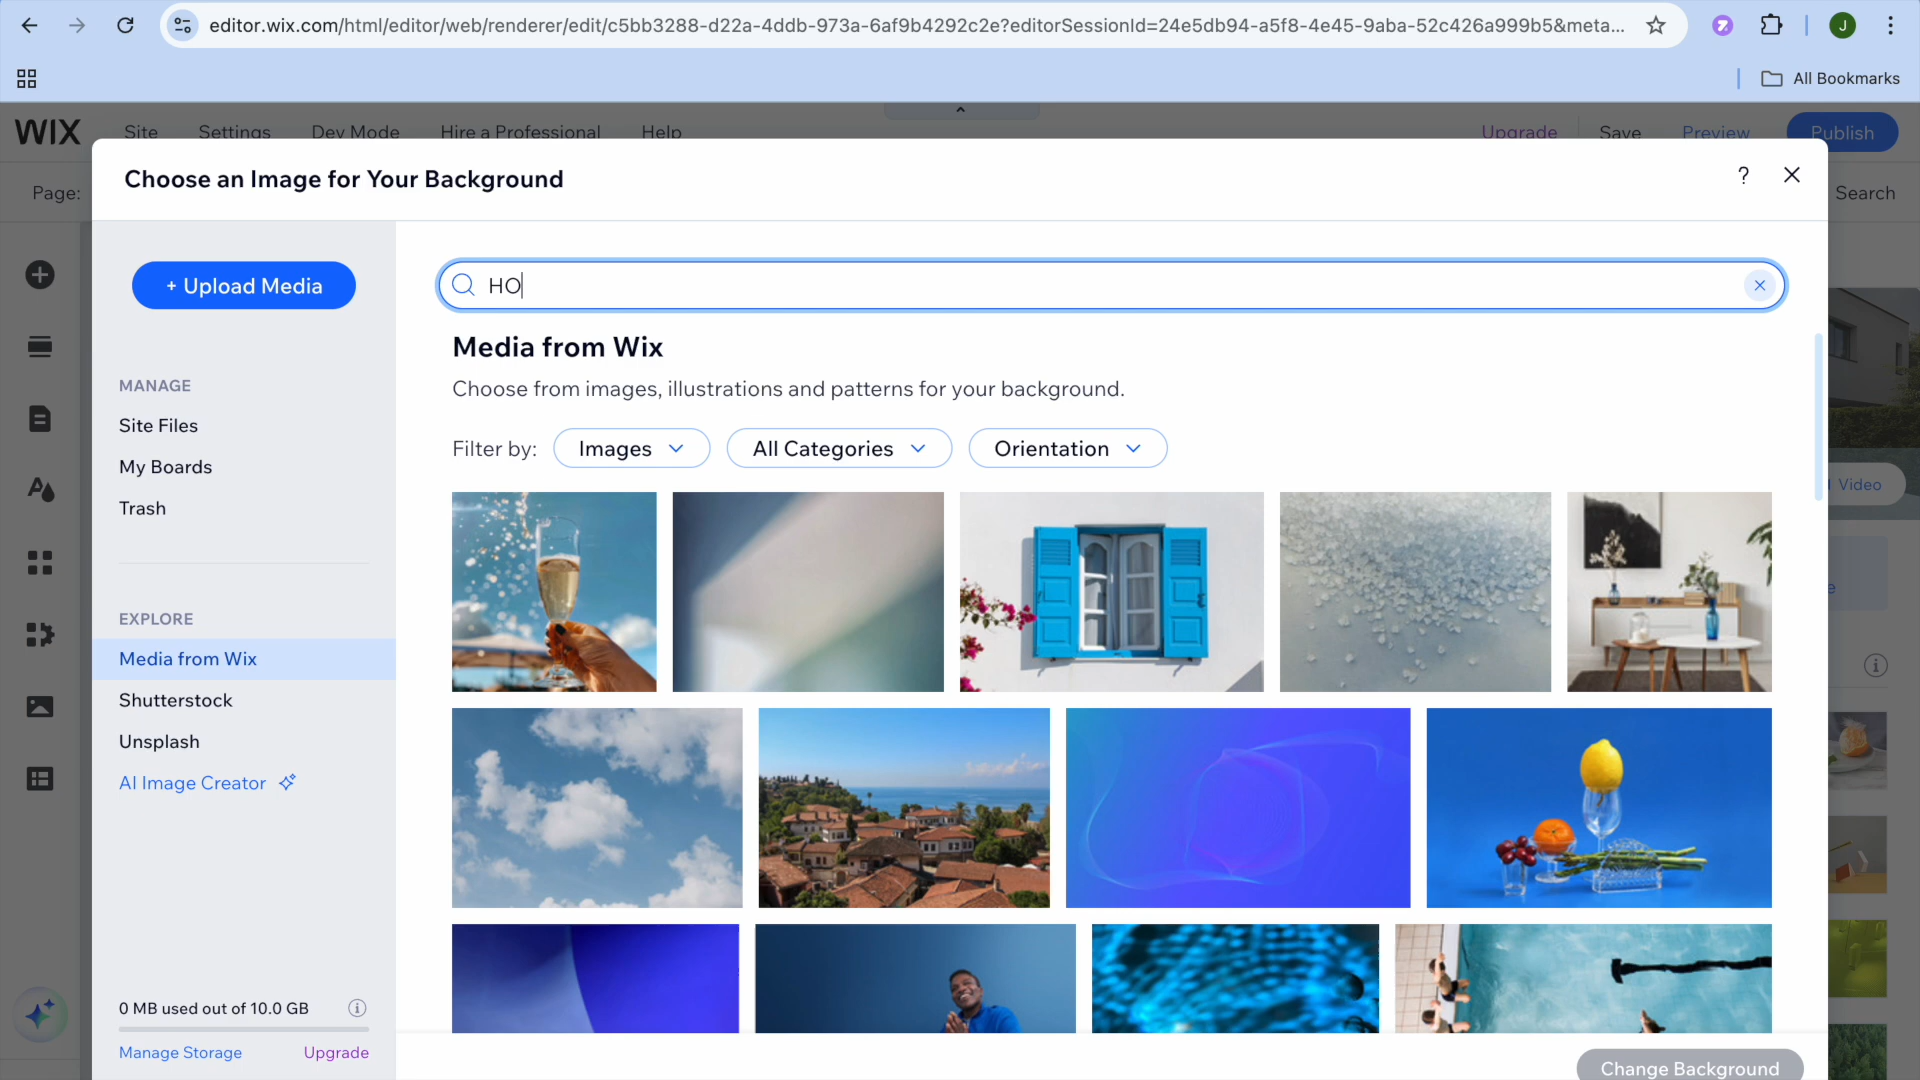 editor.wix.com/html/editor/web/renderer/edit/c5bb3288-d22a-4ddb-973a-6af9b4292c2e?editorSessionId=24e5db94-a5f8-4e45-9aba-52c426a999b5&meta...
J
All Bookmarks
WIX Site Settings Dev Mode Hire a Professional Help Upgrade Save Preview Publish
Page: Search
Choose an Image for Your Background ?
+ Upload Media
HO
Media from Wix
Choose from images, illustrations and patterns for your background.
Filter by: Images All Categories Orientation
MANAGE
Site Files
My Boards
Trash
Video
EXPLORE
Media from Wix
Shutterstock
Unsplash
AI Image Creator
0 MB used out of 10.0 GB
Manage Storage Upgrade
Change Background